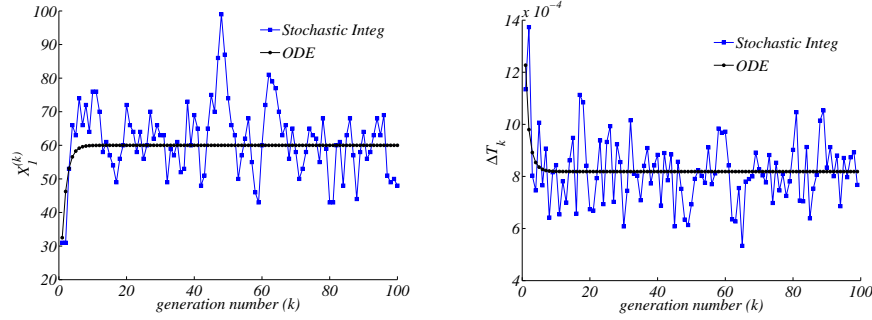 100
90
80
70
60
50
40
30
20
0
20
40
60
80
100
X₁⁽ᵏ⁾
generation number (k)
Stochastic Integ
ODE
14 x 10⁻⁴
12
10
8
6
4
0
20
40
60
80
100
ΔTₖ
generation number (k)
Stochastic Integ
ODE